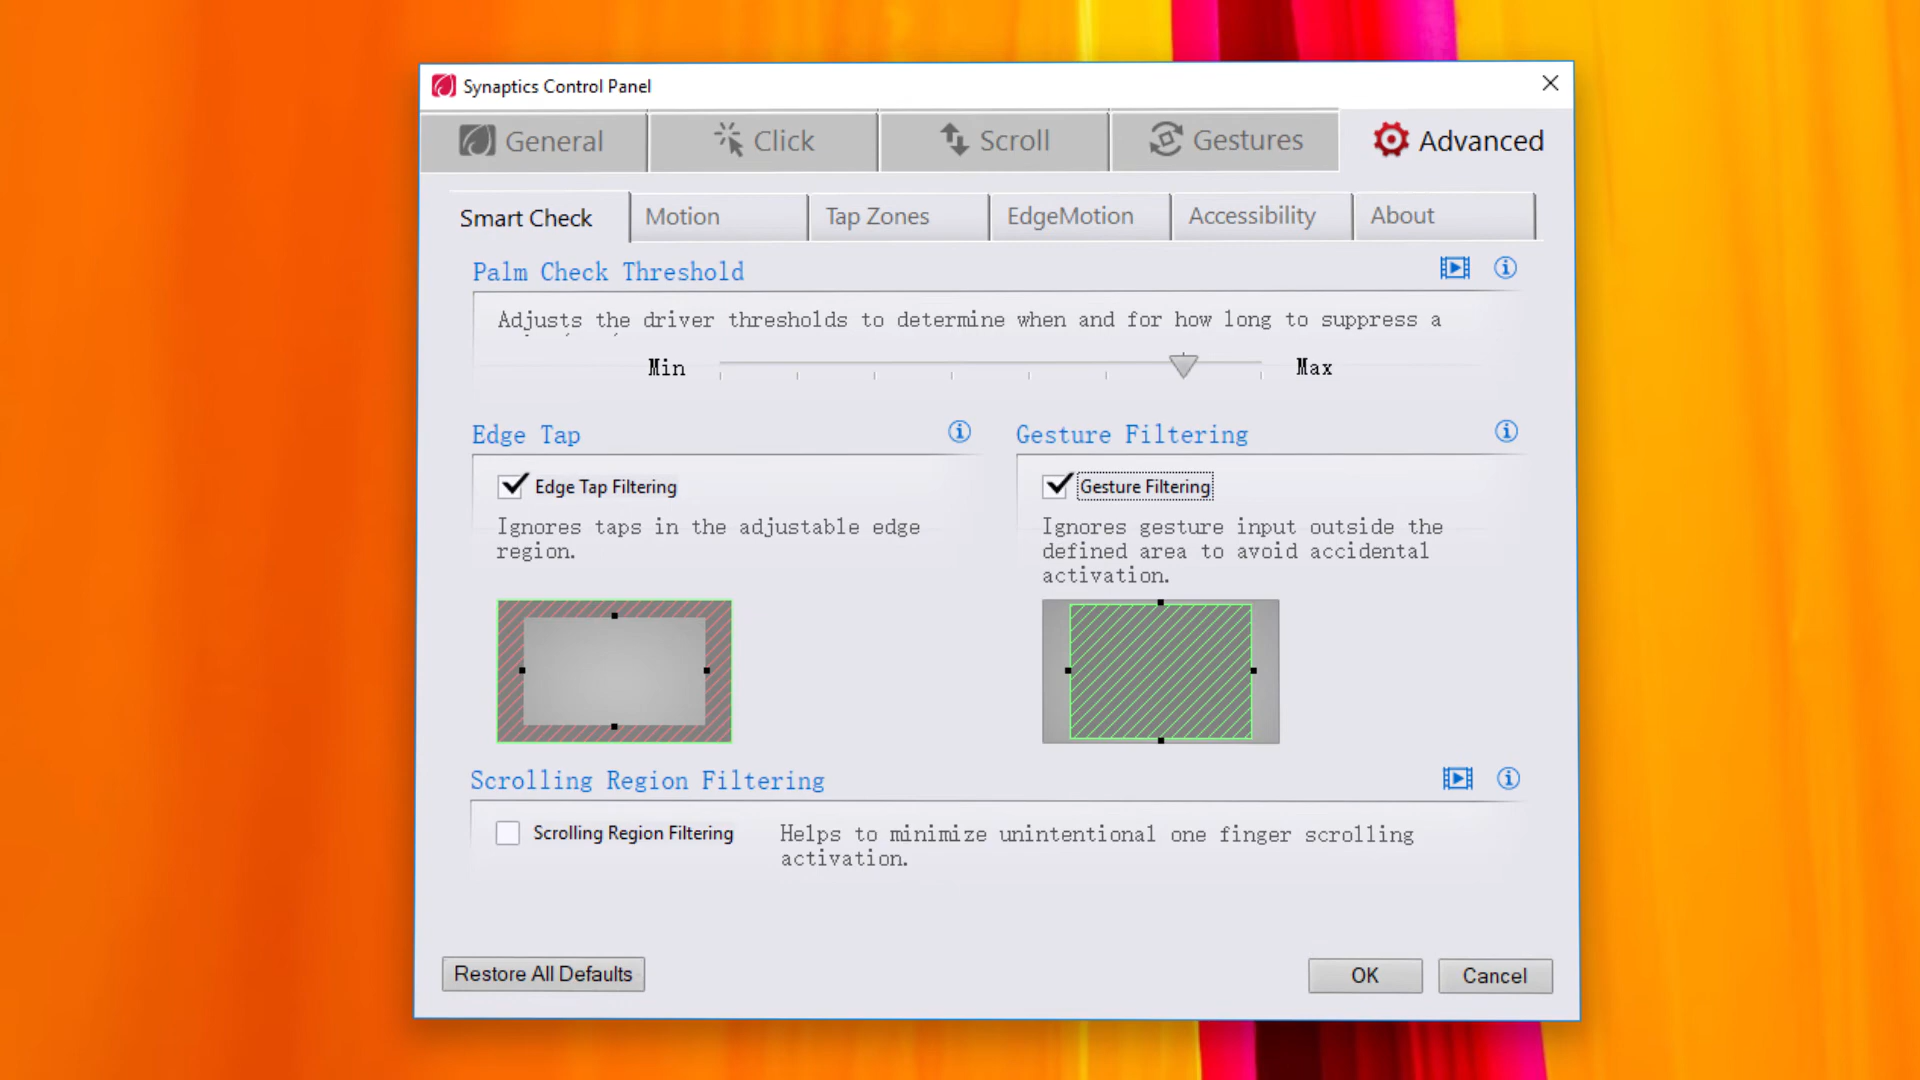 Synaptics Control Panel
General
Click
Scroll
Gestures
Advanced
Smart Check
Motion
Tap Zones
EdgeMotion
Accessibility
About
Palm Check Threshold
Adjusts the driver thresholds to determine when and for how long to suppress a
Min
Max
Edge Tap
Gesture Filtering
Edge Tap Filtering
Gesture Filtering
Ignores taps in the adjustable edge
region.
Ignores gesture input outside the
defined area to avoid accidental
activation.
Scrolling Region Filtering
Scrolling Region Filtering
Helps to minimize unintentional one finger scrolling
activation.
Restore All Defaults
OK
Cancel